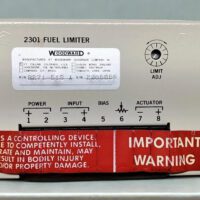 2301 FUEL LIMITER
WOODWARD
LIMIT
ADJ
POWER INPUT BIAS ACTUATOR
+ - + - + -
1 2 3 4 5 6 7 8
S A CONTROLLING DEVICE.
TO COMPETENTLY INSTALL,
RATE AND MAINTAIN, MAY
SULT IN BODILY INJURY
D/OR PROPERTY DAMAGE.
IMPORTANT
WARNING